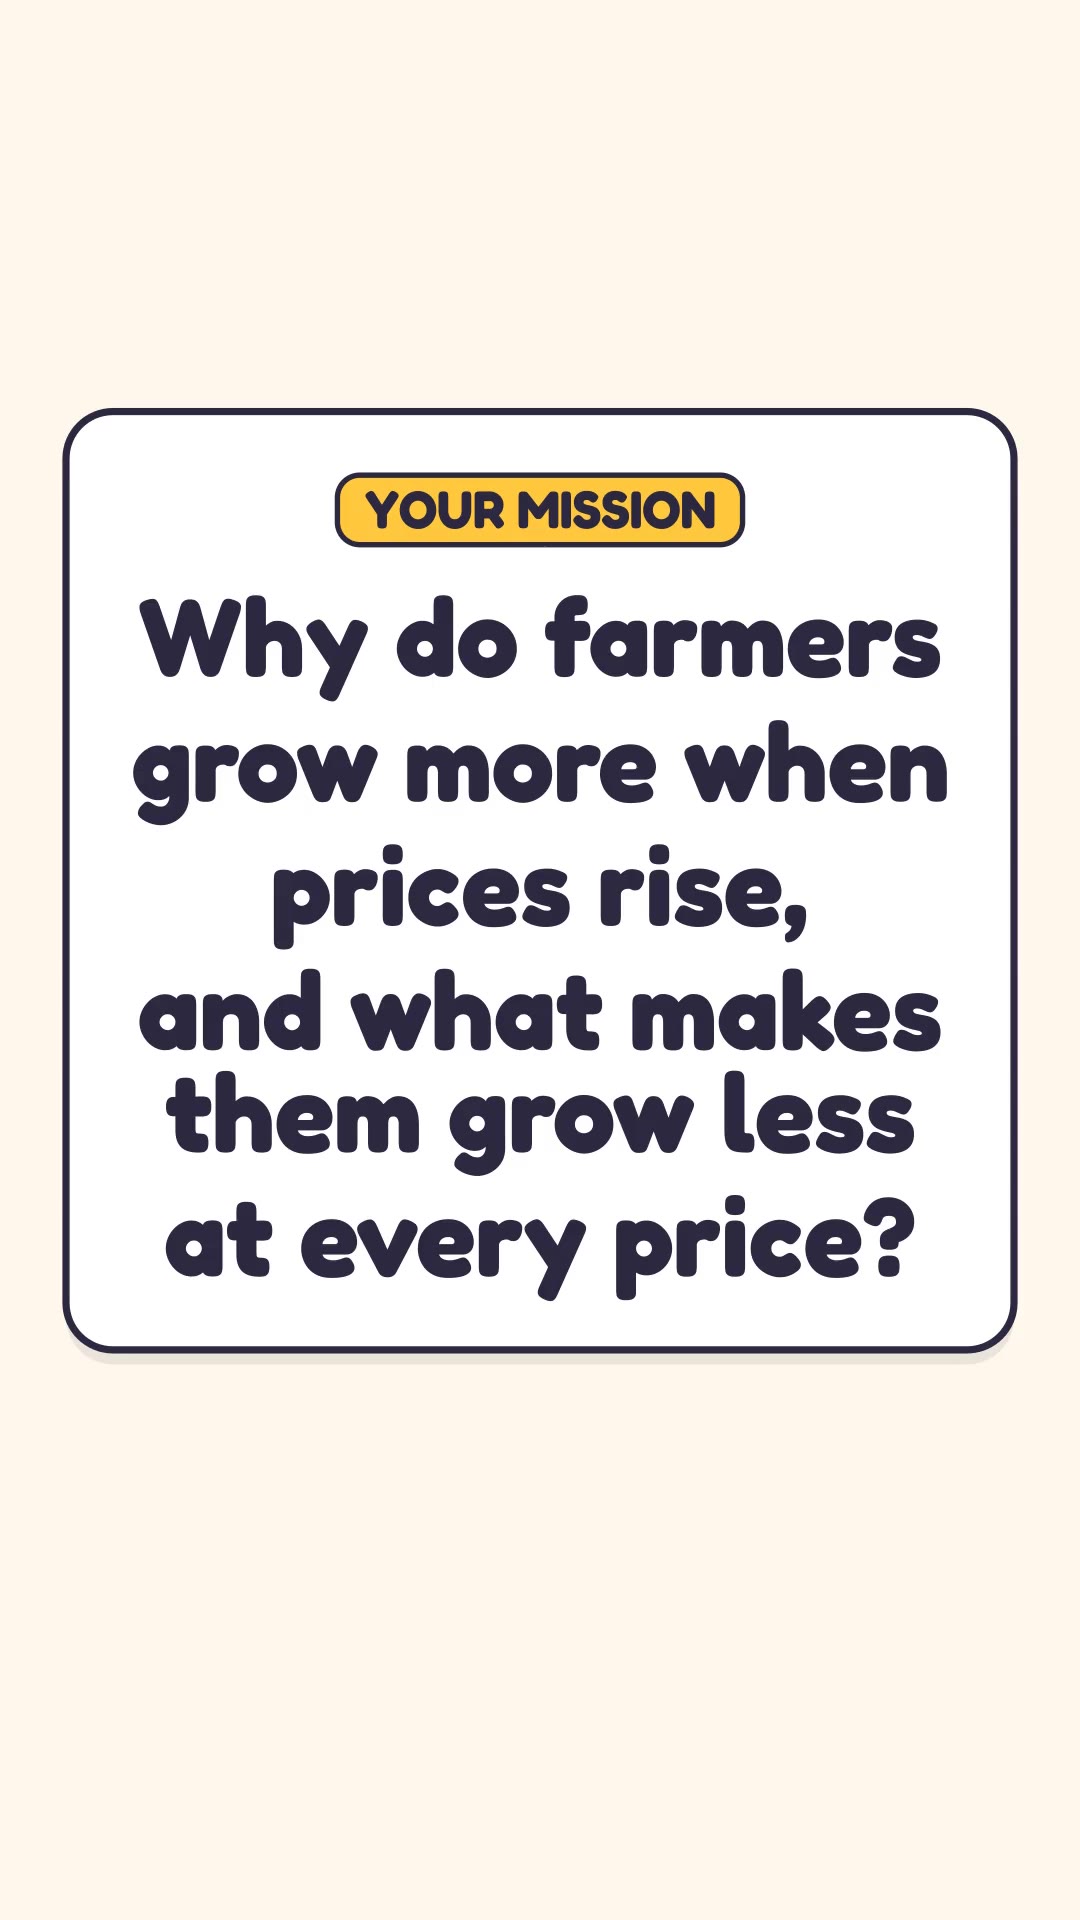 YOUR MISSION
Why do farmers
grow more when
prices rise,
and what makes
them grow less
at every price?